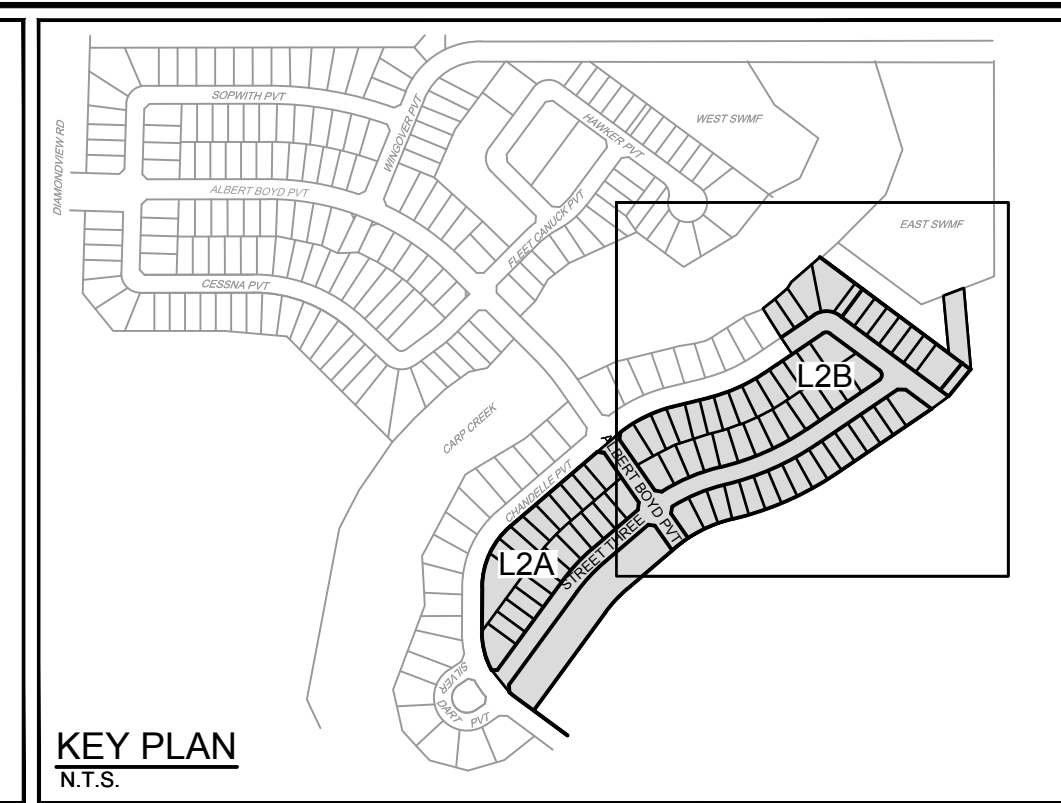 SOPWITH PVT
WINGOVER PVT
HAWKER PVT
WEST SWMF
DIAMONDVIEW RD
ALBERT BOYD PVT
FLEET CANUCK PVT
EAST SWMF
CESSNA PVT
L2B
CARP CREEK
ALBERT BOYD PVT
CHANDELLE PVT
STREET THREE
L2A
SILVER
DART PVT
KEY PLAN
N.T.S.